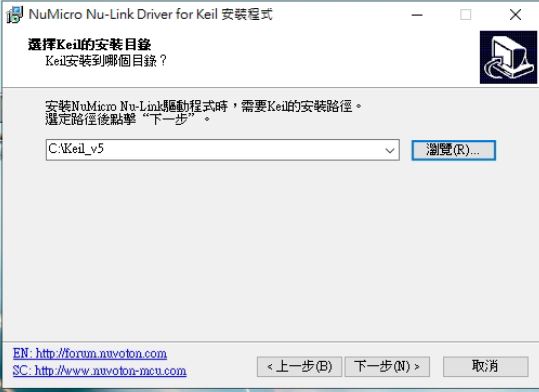 NuMicro Nu-Link Driver for Keil 安裝程式
選擇Keil的安裝目錄
Keil安裝到哪個目錄？
安裝NuMicro Nu-Link驅動程式時，需要Keil的安裝路徑。
選定路徑後點擊“下一步”。
C:\Keil_v5
瀏覽(R)...
EN: http://forum.nuvoton.com
SC: http://www.nuvoton-mcu.com
<上一步(B)
下一步(N) >
取消